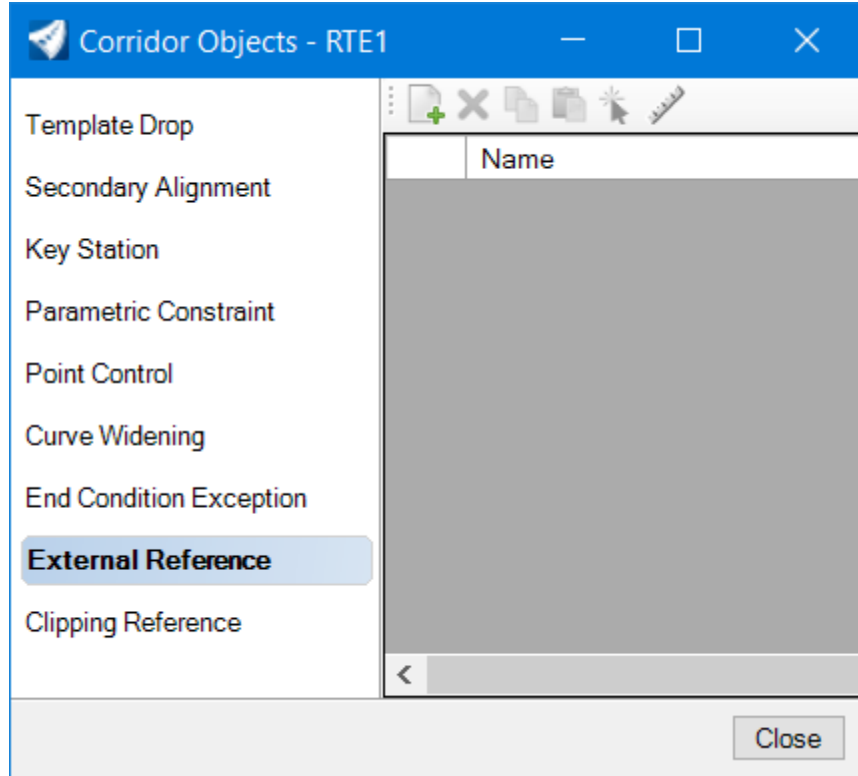 Corridor Objects - RTE1
Template Drop
Secondary Alignment
Key Station
Parametric Constraint
Point Control
Curve Widening
End Condition Exception
External Reference
Clipping Reference
Name
Close